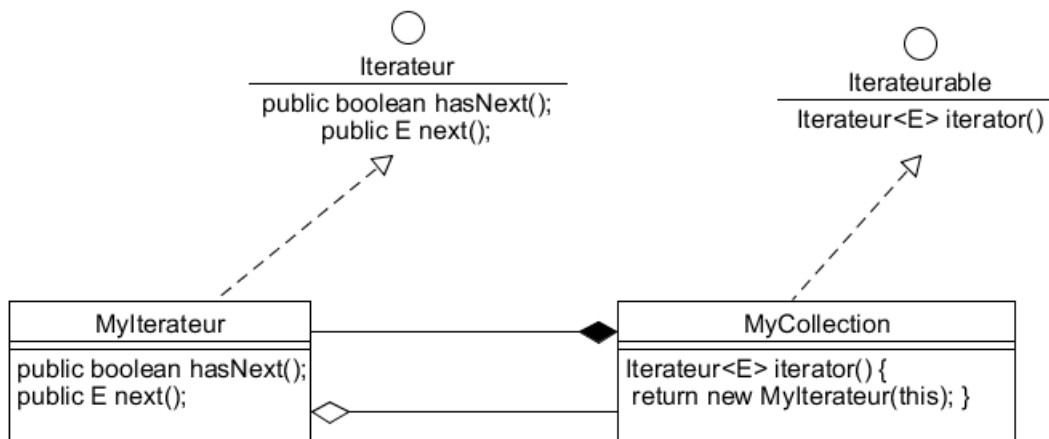 Iterateur
public boolean hasNext();
public E next();
Iterateurable
Iterateur<E> iterator()
MyIterateur
public boolean hasNext();
public E next();
MyCollection
Iterateur<E> iterator() {
return new MyIterateur(this); }